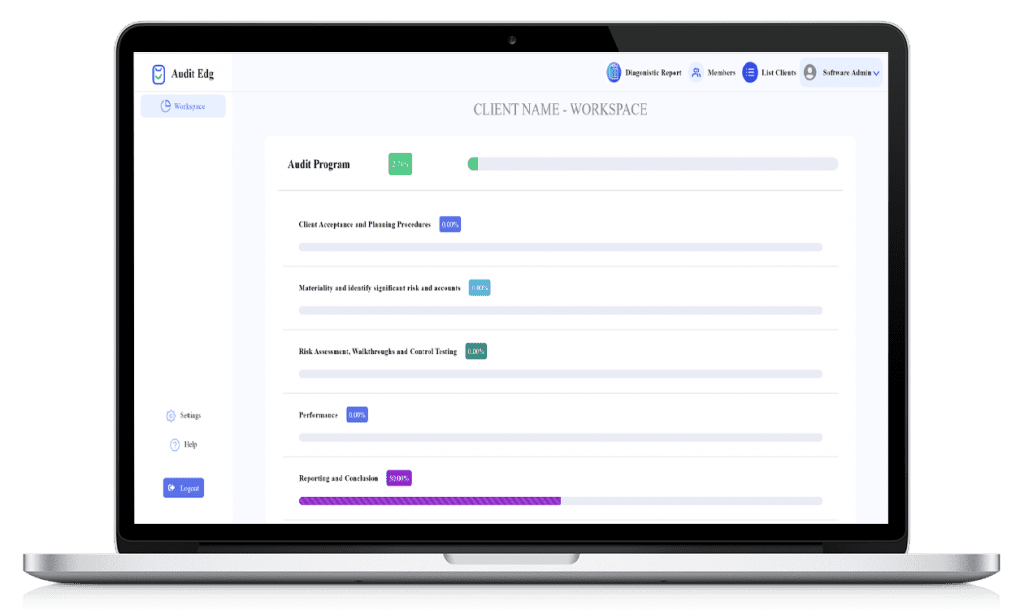 Audit Edg
Diagonistic Report
Members
List Clients
Software Admin
Workspace
CLIENT NAME - WORKSPACE
Audit Program
Client Acceptance and Planning Procedures 0.00%
Materiality and identify significant risk and accounts 0.00%
Risk Assessment, Walkthroughs and Control Testing 0.00%
Performance 0.00%
Reporting and Conclusion 50.00%
Settings
Help
Logout